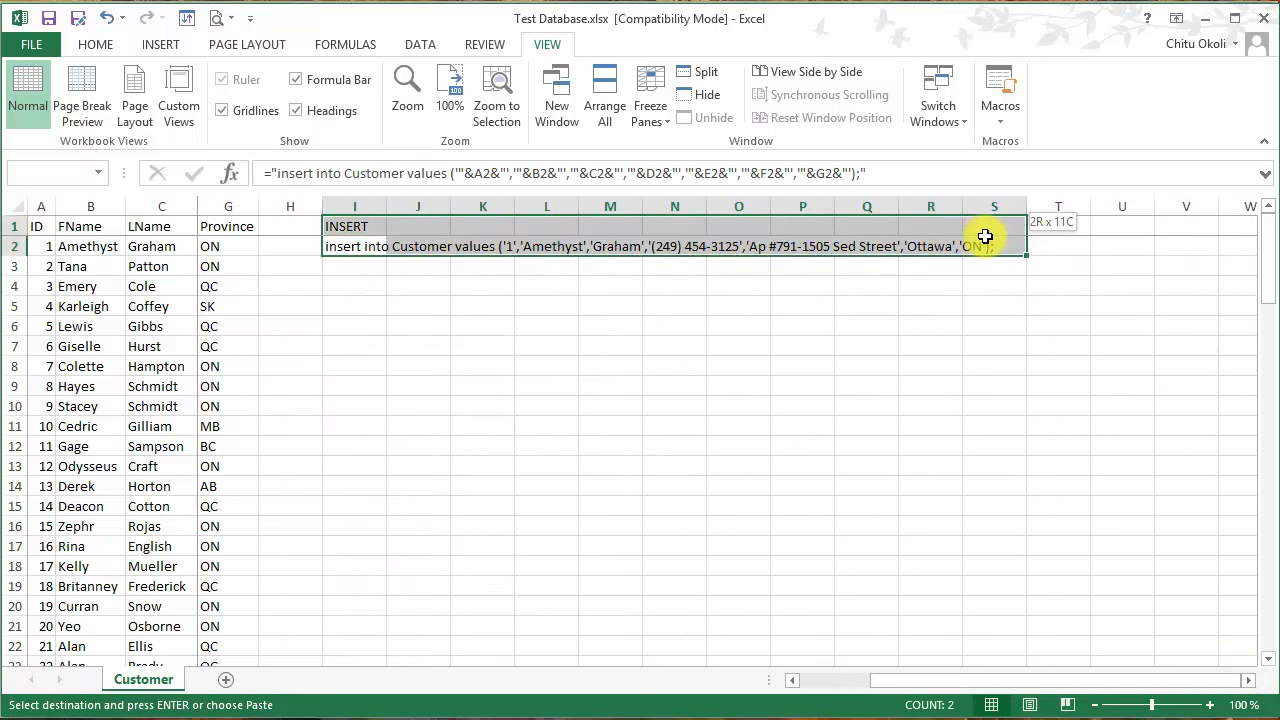 Test Database.xlsx [Compatibility Mode] - Excel
FILE HOME INSERT PAGE LAYOUT FORMULAS DATA REVIEW VIEW Chitu Okoli
Normal
Page Break Preview
Page Layout
Custom Views
Workbook Views
Ruler
Formula Bar
Gridlines
Headings
Show
Zoom
100%
Zoom to Selection
Zoom
New Window
Arrange All
Freeze Panes
Split
Hide
Unhide
View Side by Side
Synchronous Scrolling
Reset Window Position
Window
Switch Windows
Macros
Macros
="insert into Customer values ('"&A2&"','"&B2&"','"&C2&"','"&D2&"','"&E2&"','"&F2&"','"&G2&"');"
A B C G H I J K L M N O P Q R S T U V W
1 ID FName LName Province INSERT 2R x 11C
2 1 Amethyst Graham ON insert into Customer values ('1','Amethyst','Graham','(249) 454-3125','Ap #791-1505 Sed Street','Ottawa','ON');
3 2 Tana Patton ON
4 3 Emery Cole QC
5 4 Karleigh Coffey SK
6 5 Lewis Gibbs QC
7 6 Giselle Hurst QC
8 7 Colette Hampton ON
9 8 Hayes Schmidt ON
10 9 Stacey Schmidt ON
11 10 Cedric Gilliam MB
12 11 Gage Sampson BC
13 12 Odysseus Craft ON
14 13 Derek Horton AB
15 14 Deacon Cotton QC
16 15 Zephr Rojas ON
17 16 Rina English ON
18 17 Kelly Mueller ON
19 18 Britanney Frederick QC
20 19 Curran Snow ON
21 20 Yeo Osborne ON
22 21 Alan Ellis QC
23 22 Alan Brady QC
Customer
Select destination and press ENTER or choose Paste COUNT: 2 100 %